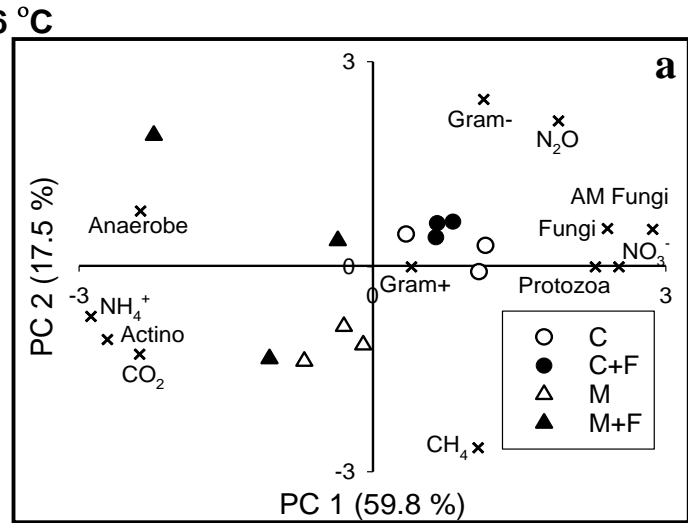 6 °C
a
3
Gram-
N₂O
AM Fungi
Anaerobe
Fungi
NO₃⁻
-3
0
3
Gram+
Protozoa
NH₄⁺
Actino
CO₂
C
C+F
M
M+F
CH₄
-3
0
PC 1 (59.8 %)
PC 2 (17.5 %)